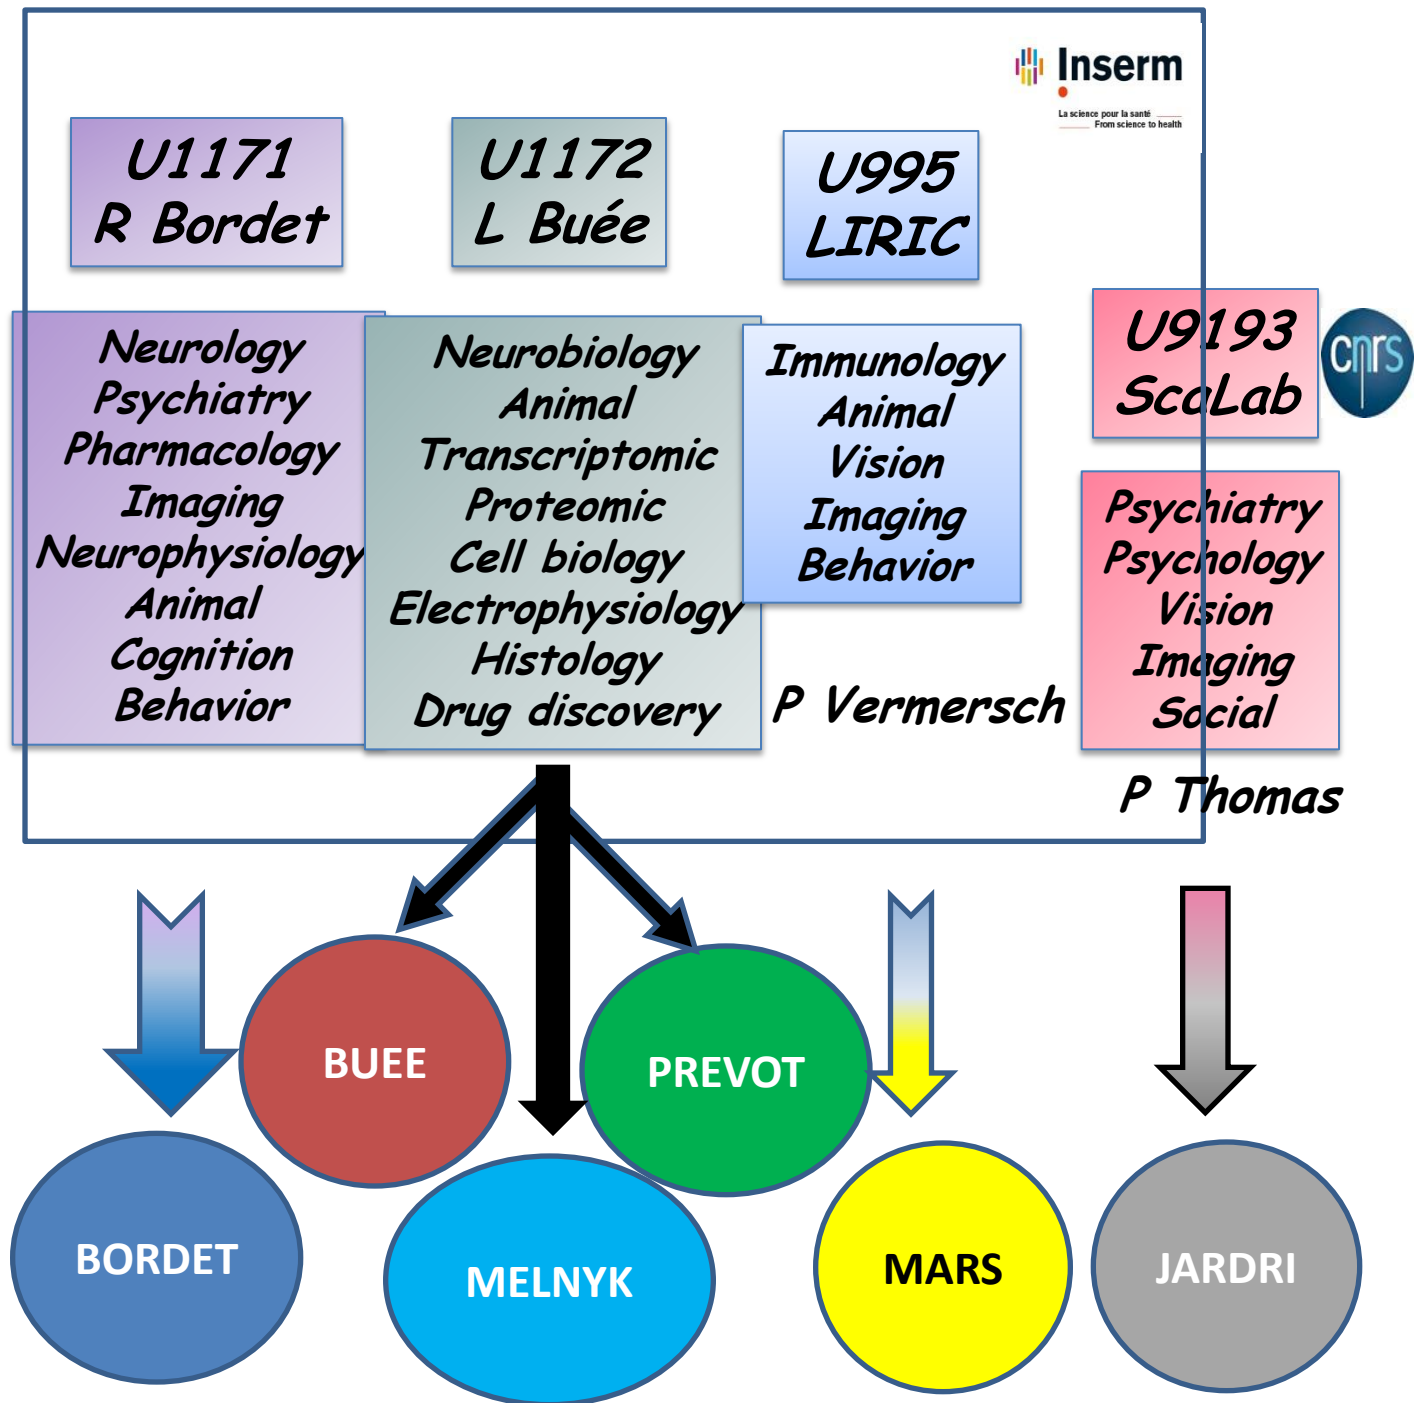 Inserm
La science pour la santé
From science to health
U1171
R Bordet
U1172
L Buée
U995
LIRIC
U9193
ScaLab
cnrs
Neurology
Psychiatry
Pharmacology
Imaging
Neurophysiology
Animal
Cognition
Behavior
Neurobiology
Animal
Transcriptomic
Proteomic
Cell biology
Electrophysiology
Histology
Drug discovery
Immunology
Animal
Vision
Imaging
Behavior
P Vermersch
Psychiatry
Psychology
Vision
Imaging
Social
P Thomas
BUEE
PREVOT
BORDET
MELNYK
MARS
JARDRI